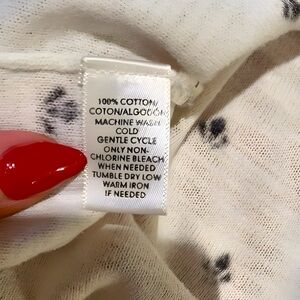 100% COTTON/
COTON/ALGODÓN
MACHINE WASH
COLD
GENTLE CYCLE
ONLY NON-
CHLORINE BLEACH
WHEN NEEDED
TUMBLE DRY LOW
WARM IRON
IF NEEDED